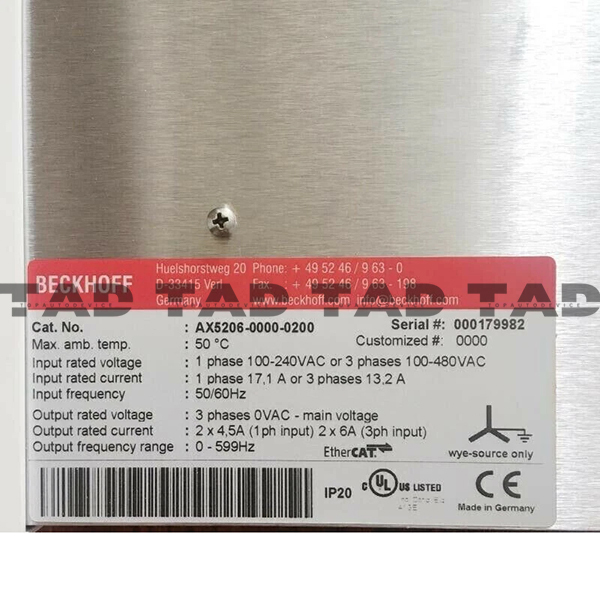 TAD TAD TAD TAD
BECKHOFF
Huelshorstweg 20 Phone: + 49 52 46 / 9 63 - 0
D-33415 Verl Fax. : + 49 52 46 / 9 63 - 198
Germany www.beckhoff.com info@beckhoff.com
TOPAUTODEVICE
Cat. No. : AX5206-0000-0200
Serial #: 000179982
Max. amb. temp. : 50 °C
Customized #: 0000
Input rated voltage : 1 phase 100-240VAC or 3 phases 100-480VAC
Input rated current : 1 phase 17,1 A or 3 phases 13,2 A
Input frequency : 50/60Hz
Output rated voltage : 3 phases 0VAC - main voltage
Output rated current : 2 x 4,5A (1ph input) 2 x 6A (3ph input)
Output frequency range : 0 - 599Hz
EtherCAT
wye-source only
IP20
c UL US LISTED
CE
Made in Germany